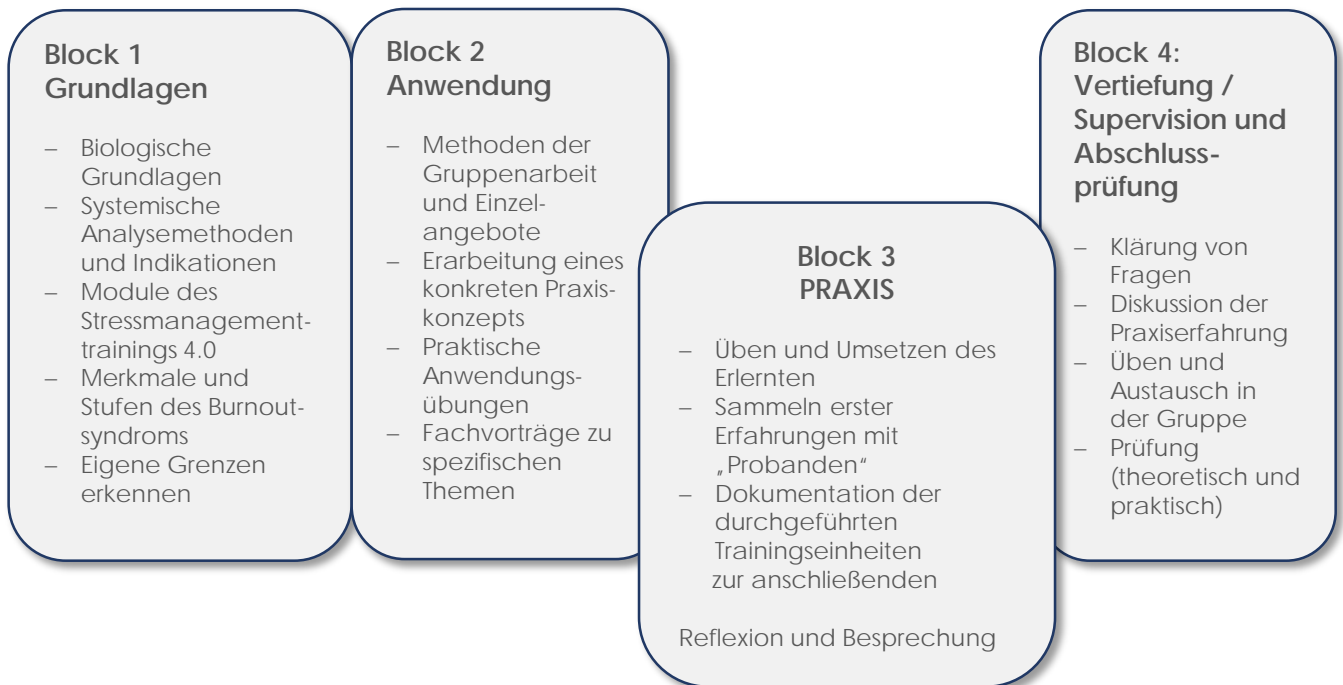 Block 1
Grundlagen
– Biologische
Grundlagen
– Systemische
Analysemethoden
und Indikationen
– Module des
Stressmanagement-
trainings 4.0
– Merkmale und
Stufen des Burnout-
syndroms
– Eigene Grenzen
erkennen
Block 2
Anwendung
– Methoden der
Gruppenarbeit
und Einzel-
angebote
– Erarbeitung eines
konkreten Praxis-
konzepts
– Praktische
Anwendungs-
übungen
– Fachvorträge zu
spezifischen
Themen
Block 3
PRAXIS
– Üben und Umsetzen des
Erlernten
– Sammeln erster
Erfahrungen mit
„Probanden“
– Dokumentation der
durchgeführten
Trainingseinheiten
zur anschließenden
Reflexion und Besprechung
Block 4:
Vertiefung /
Supervision und
Abschluss-
prüfung
– Klärung von
Fragen
– Diskussion der
Praxiserfahrung
– Üben und
Austausch in
der Gruppe
– Prüfung
(theoretisch und
praktisch)